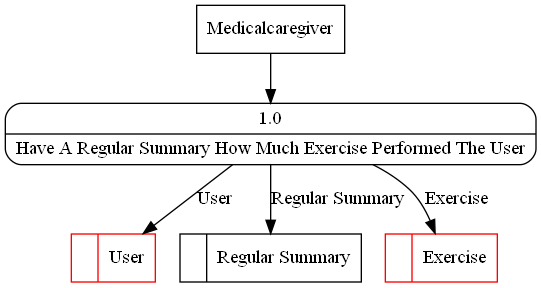 Medicalcaregiver
1.0
Have A Regular Summary How Much Exercise Performed The User
User
Regular Summary
Exercise
User
Regular Summary
Exercise